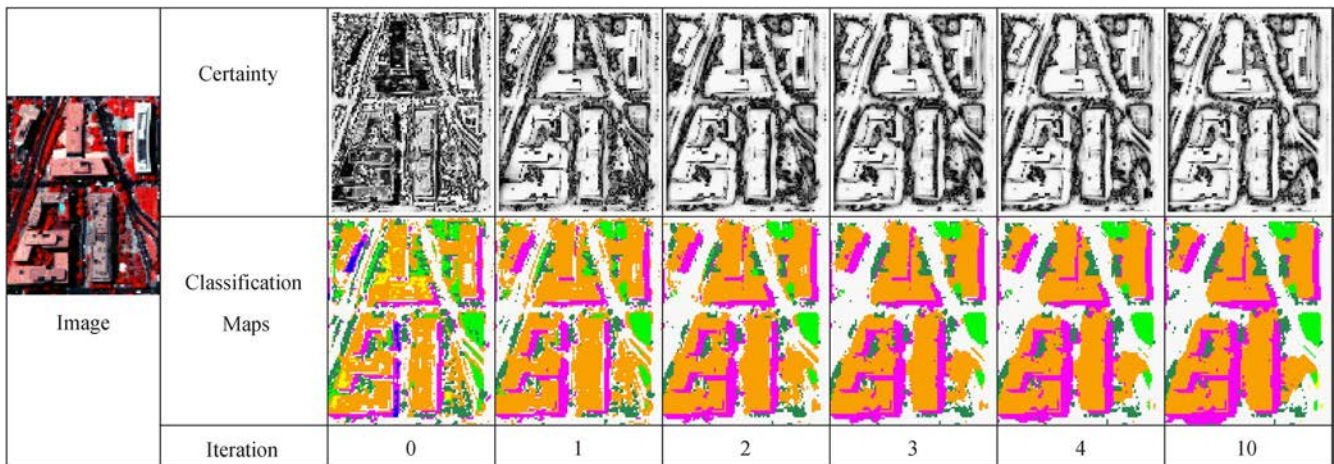 Certainty
Image
Classification
Maps
Iteration 0 1 2 3 4 10